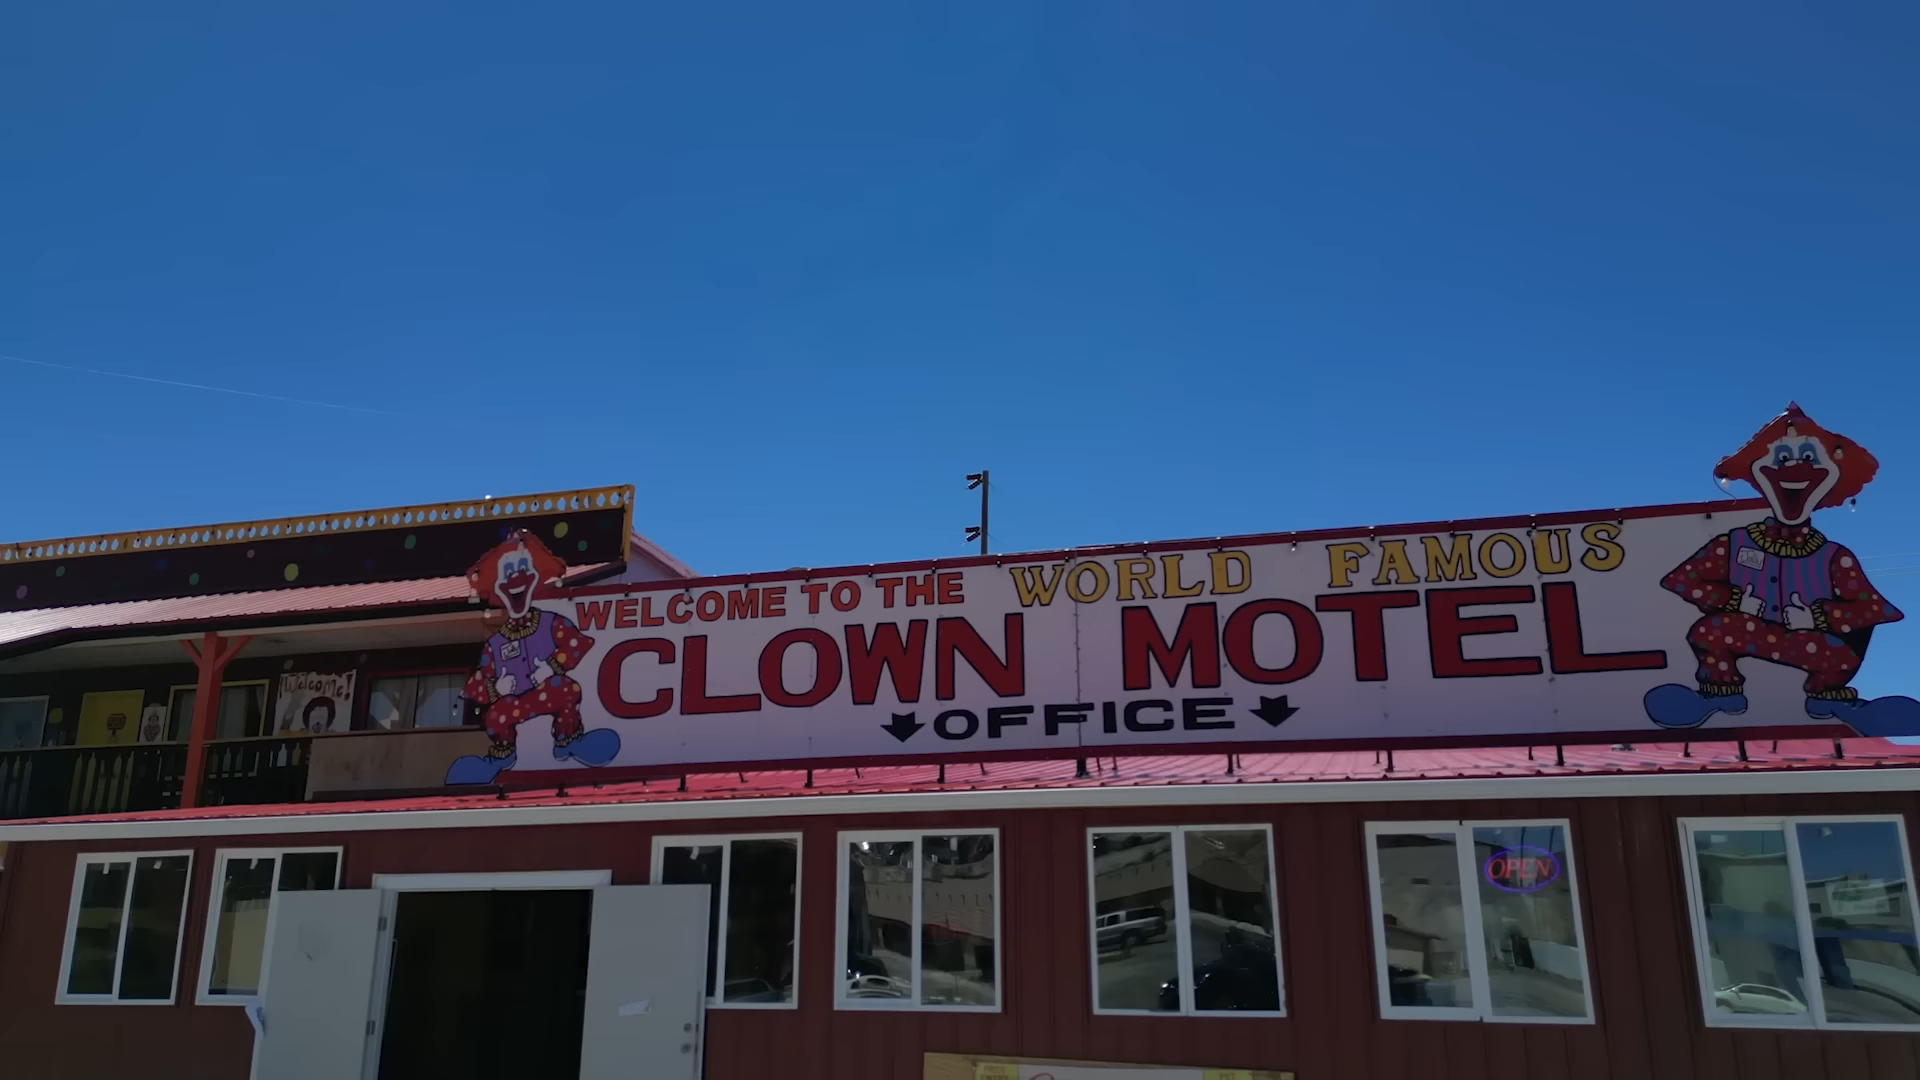 WELCOME TO THE WORLD FAMOUS
CLOWN MOTEL
OFFICE
Welcome!
OPEN